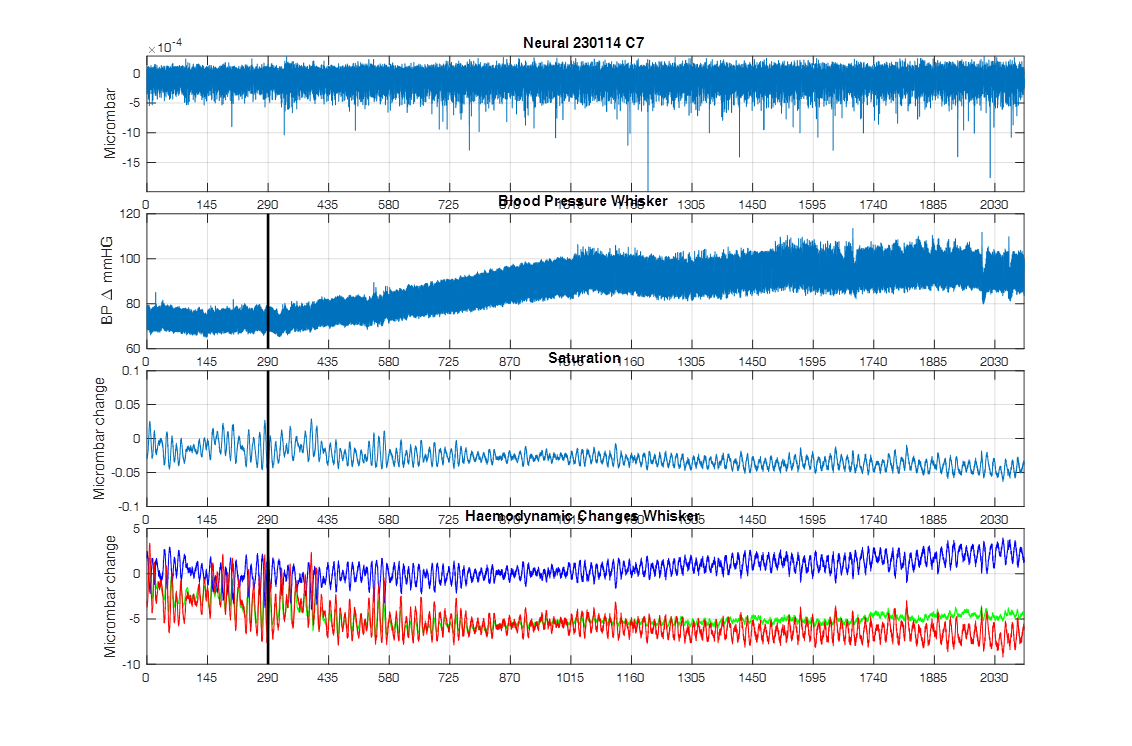 Neural 230114 C7
×10-4
0
-5
-10
-15
Micrombar
0 145 290 435 580 725 870 1015 1160 1305 1450 1595 1740 1885 2030
Blood Pressure Whisker
120
100
80
60
BP Δ mmHG
0 145 290 435 580 725 870 1015 1160 1305 1450 1595 1740 1885 2030
Saturation
0.1
0.05
0
-0.05
-0.1
Micrombar change
0 145 290 435 580 725 870 1015 1160 1305 1450 1595 1740 1885 2030
Haemodynamic Changes Whisker
5
0
-5
-10
Micrombar change
0 145 290 435 580 725 870 1015 1160 1305 1450 1595 1740 1885 2030